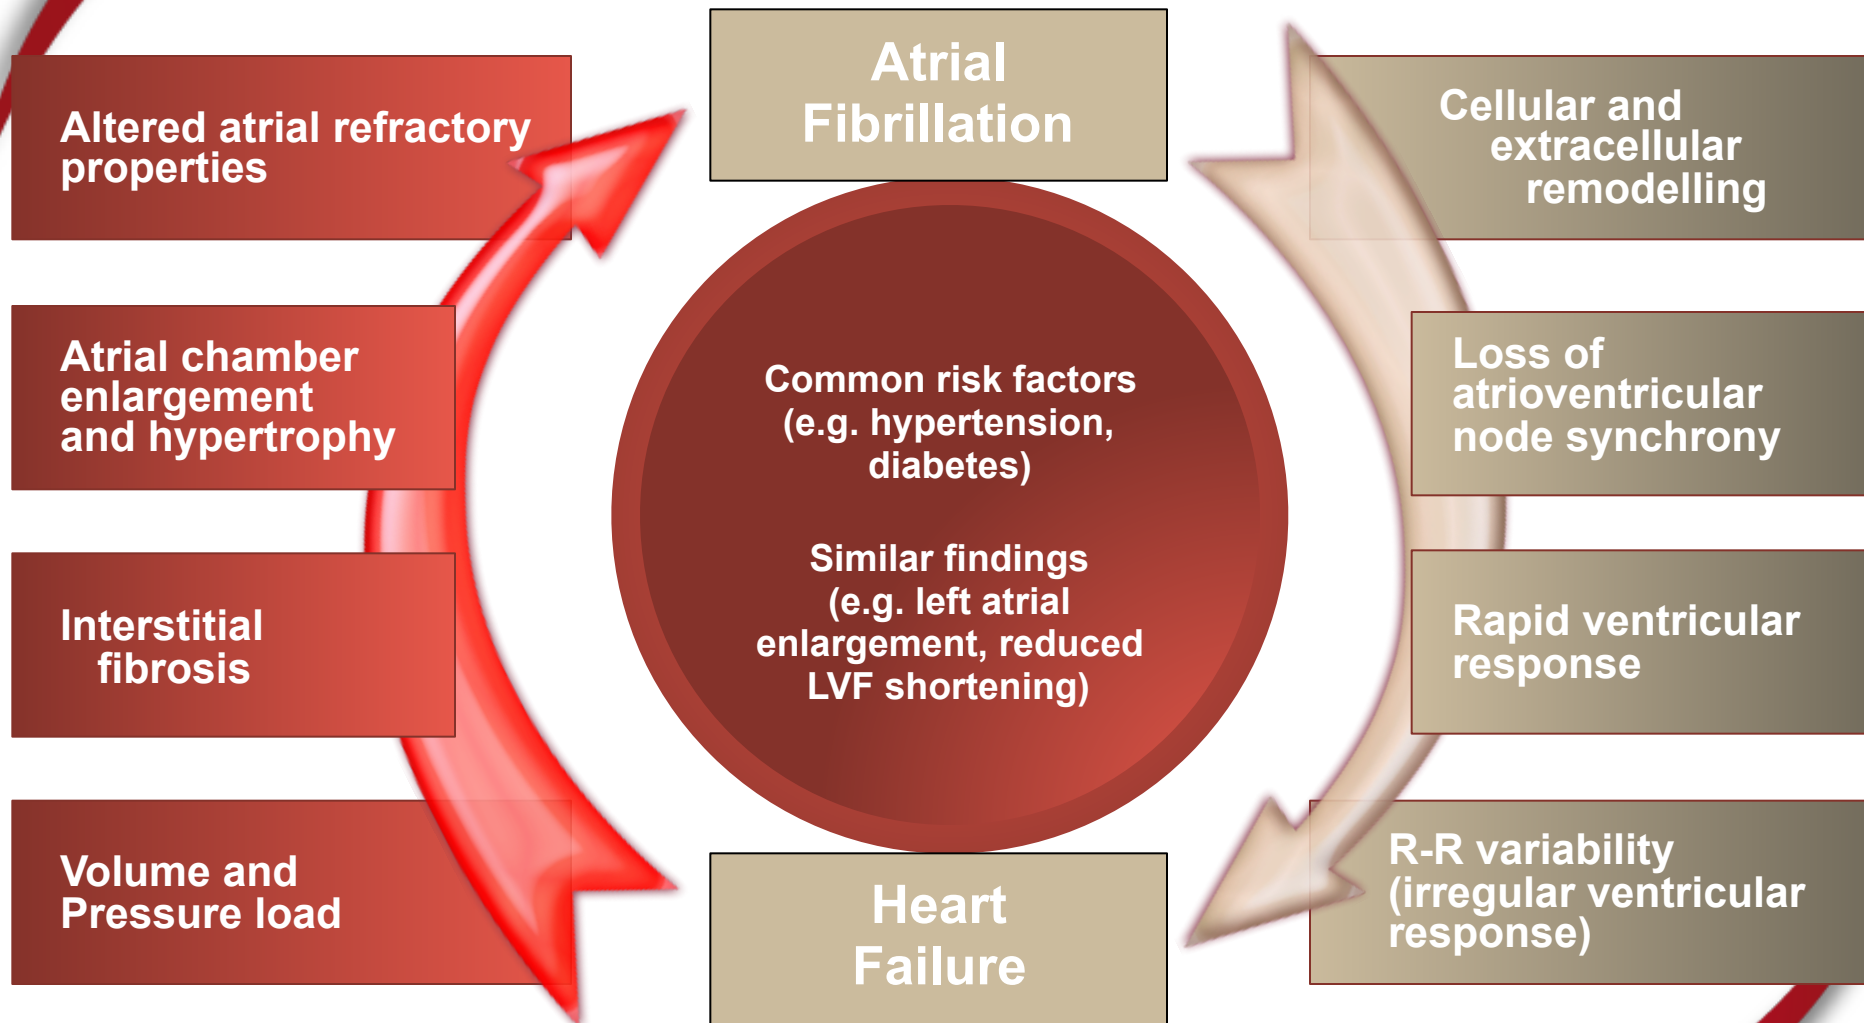 Atrial
Fibrillation
Altered atrial refractory
properties
Atrial chamber
enlargement
and hypertrophy
Interstitial
fibrosis
Volume and
Pressure load
Common risk factors
(e.g. hypertension,
diabetes)
Similar findings
(e.g. left atrial
enlargement, reduced
LVF shortening)
Cellular and
extracellular
remodelling
Loss of
atrioventricular
node synchrony
Rapid ventricular
response
R-R variability
(irregular ventricular
response)
Heart
Failure